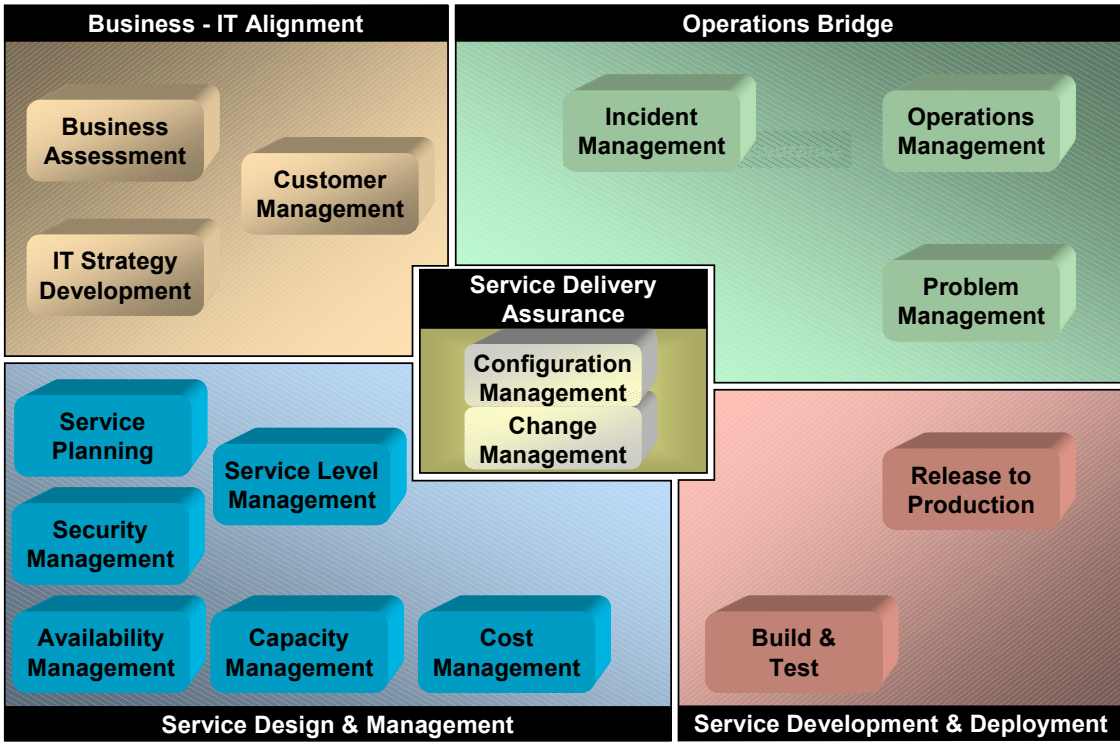 Business - IT Alignment
Business
Assessment
Customer
Management
IT Strategy
Development
Operations Bridge
Incident
Management
Operations
Management
Problem
Management
Service Delivery
Assurance
Configuration
Management
Change
Management
Service
Planning
Service Level
Management
Security
Management
Availability
Management
Capacity
Management
Cost
Management
Service Design & Management
Release to
Production
Build &
Test
Service Development & Deployment